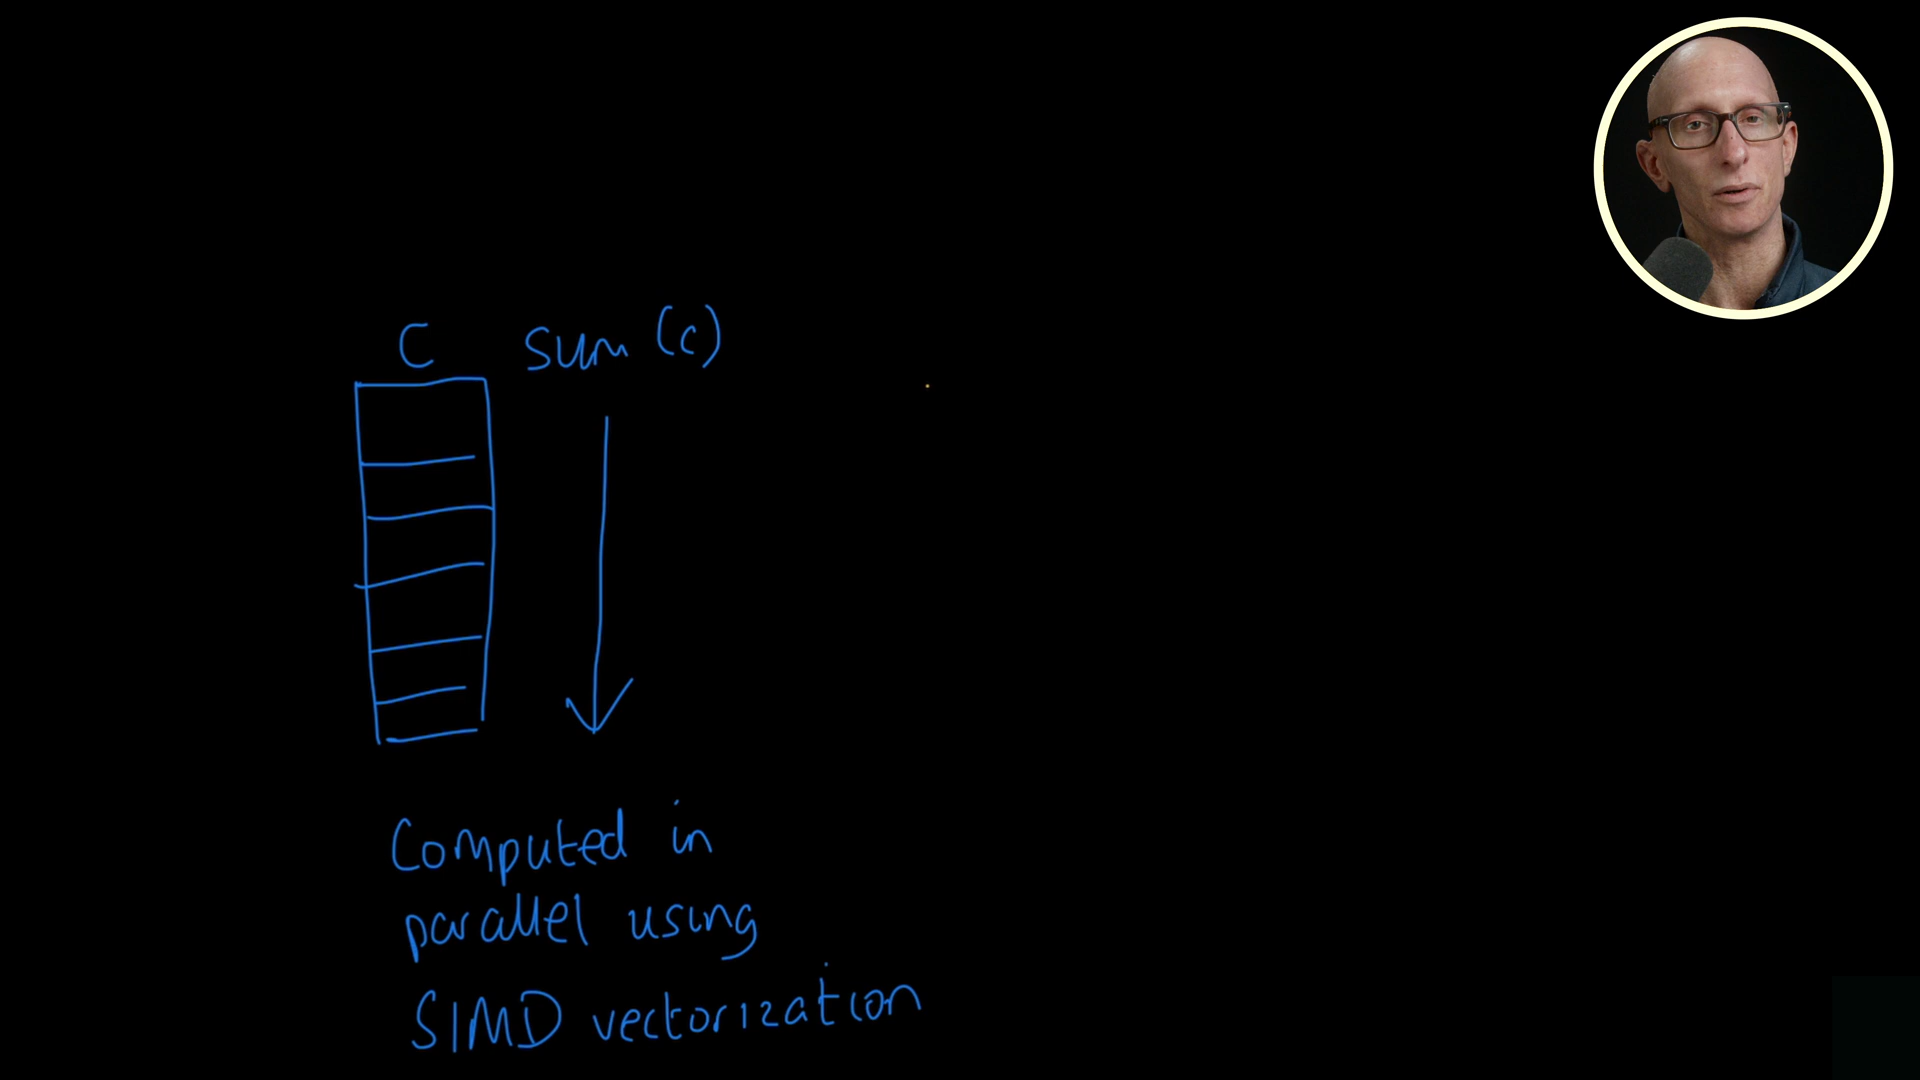 C sum (c)
Computed in
parallel using
SIMD vectorization